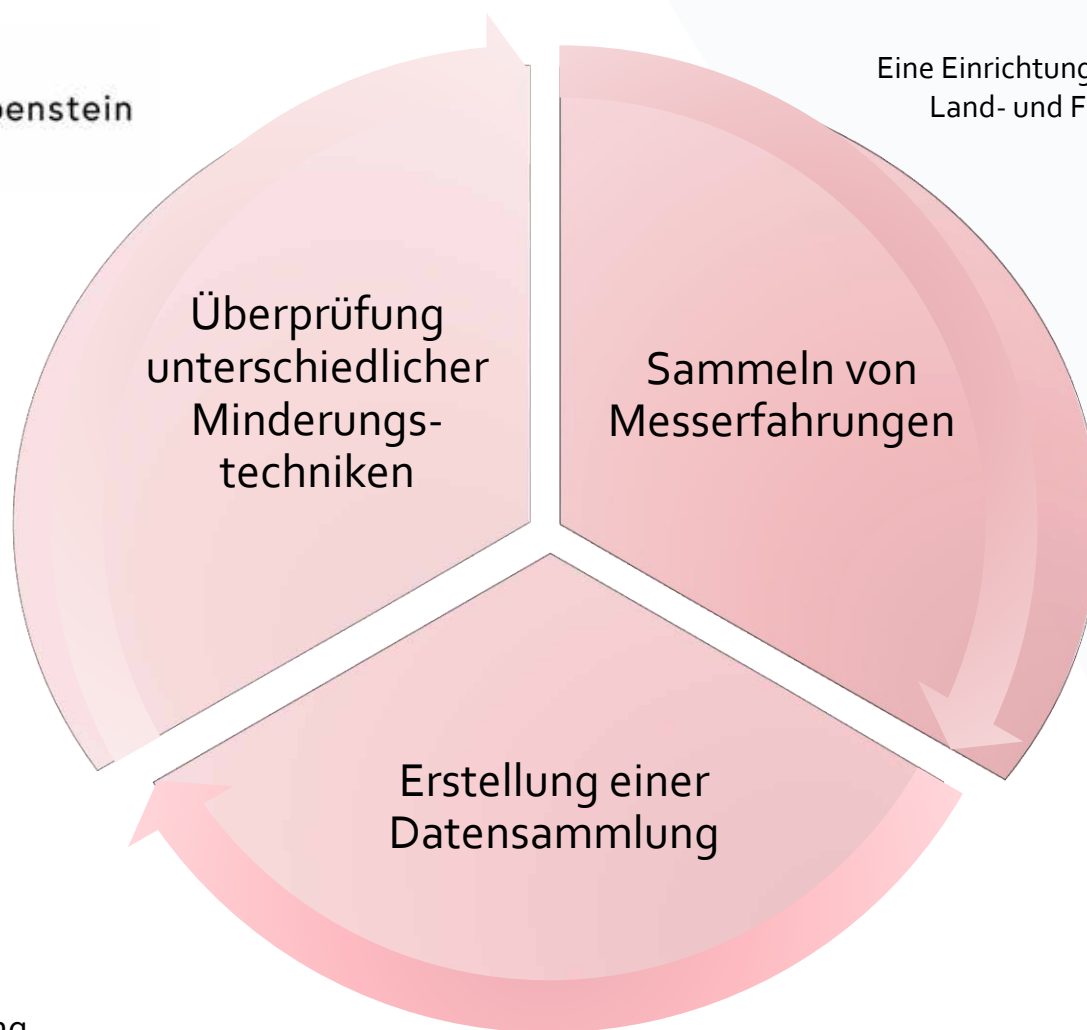 Eine Einrichtung
Land- und F
Überprüfung
unterschiedlicher
Minderungs-
techniken
Sammeln von
Messerfahrungen
Erstellung einer
Datensammlung